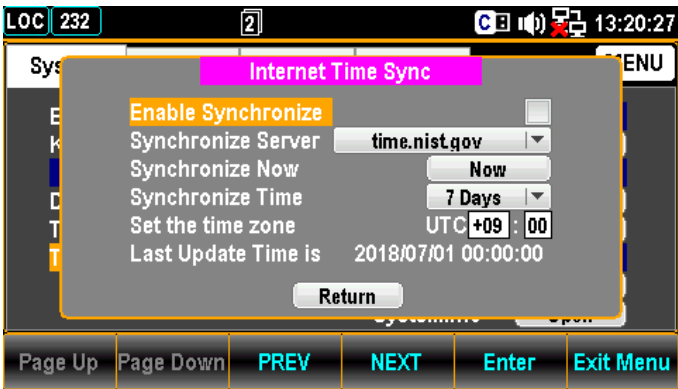 LOC 232 2 C 13:20:27
Sys
Internet Time Sync
Enable Synchronize
Synchronize Server time.nist.gov
Synchronize Now Now
Synchronize Time 7 Days
Set the time zone UTC +09 : 00
Last Update Time is 2018/07/01 00:00:00
Return
Page Up Page Down PREV NEXT Enter Exit Menu